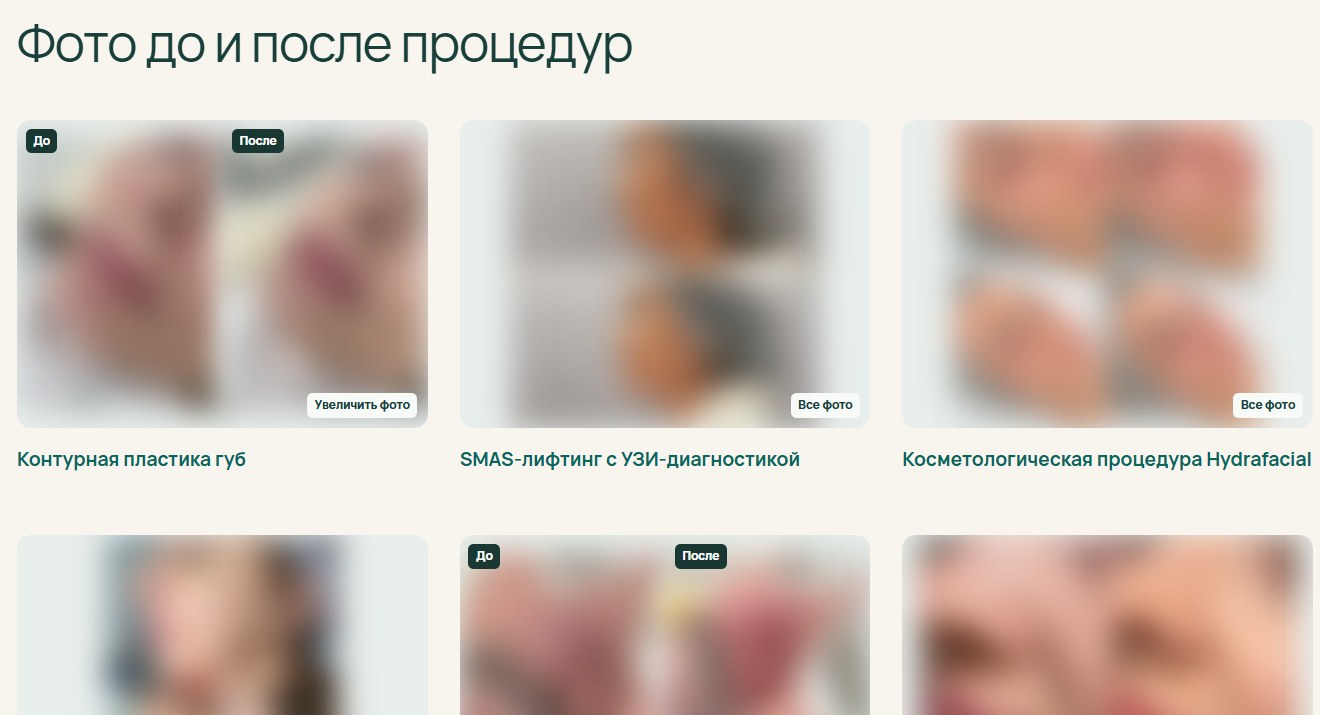 Фото до и после процедур
До
После
Увеличить фото
Все фото
Все фото
Контурная пластика губ
SMAS-лифтинг с УЗИ-диагностикой
Косметологическая процедура Hydrafacial
До
После